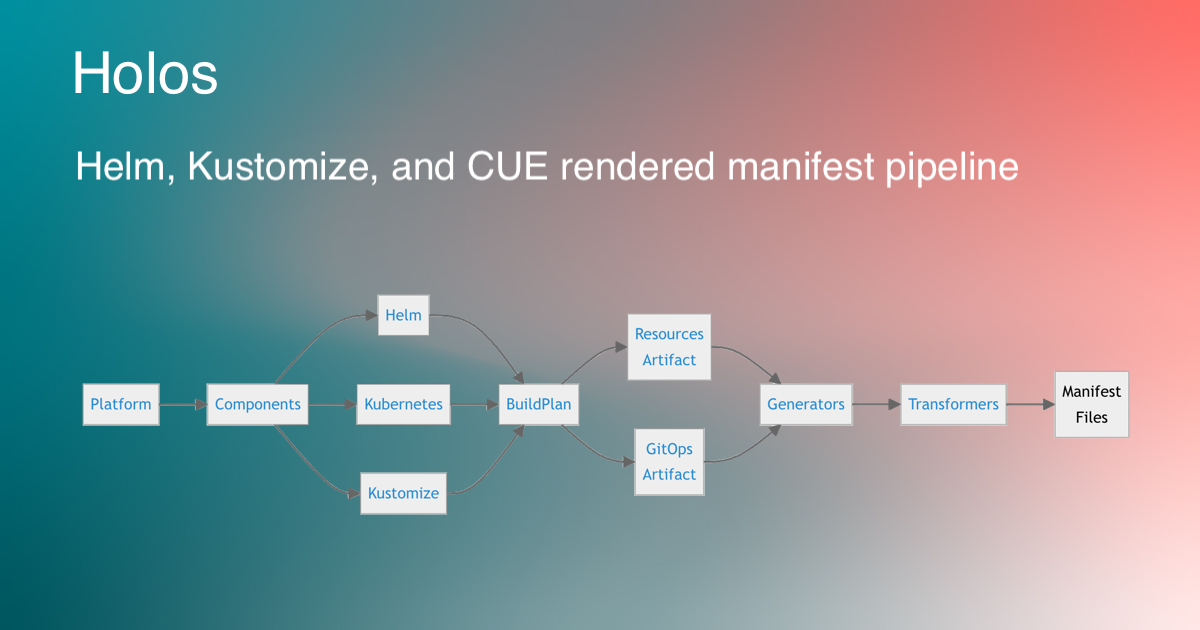 Holos
Helm, Kustomize, and CUE rendered manifest pipeline
Platform
Components
Helm
Kubernetes
Kustomize
BuildPlan
Resources
Artifact
GitOps
Artifact
Generators
Transformers
Manifest
Files